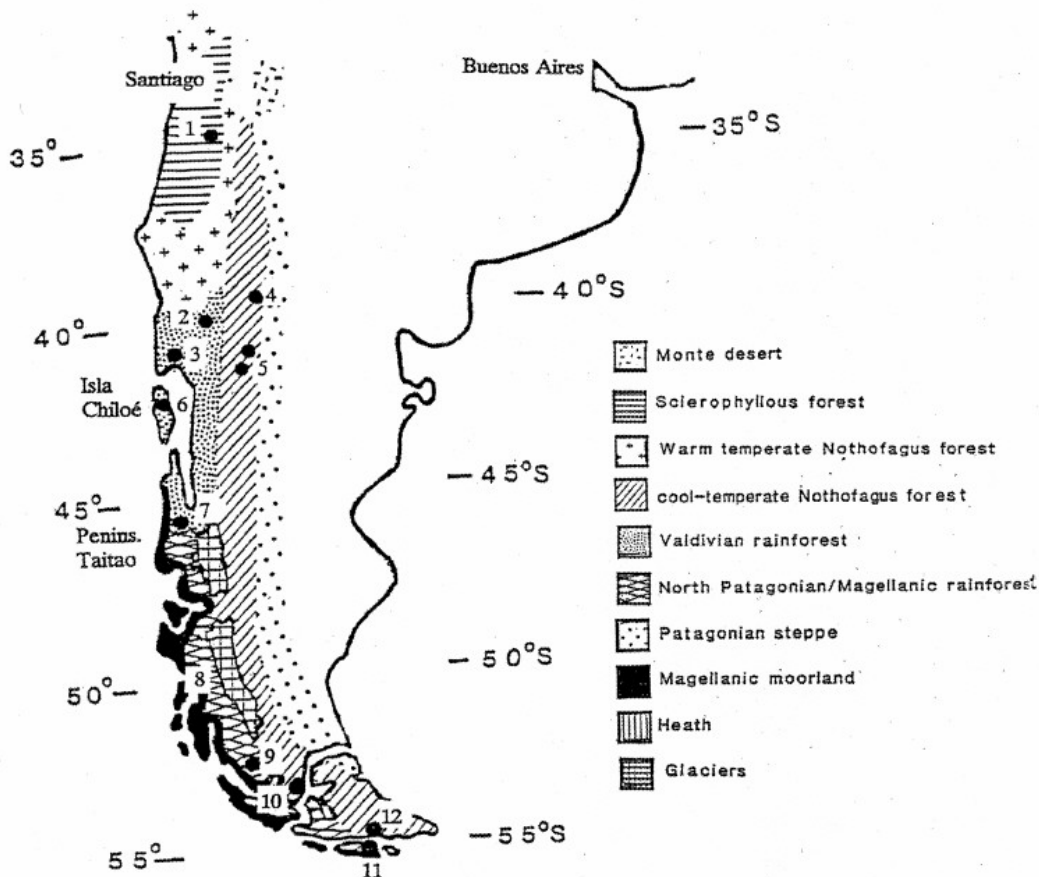 Santiago
Buenos Aires
1
35°
35°S
4
40°S
2
40°
3
5
Isla
Chiloé
6
45°S
45°
7
Penins.
Taitao
50°S
50°
8
9
10
12
55°S
55°
11
Monte desert
Sclerophyllous forest
Warm temperate Nothofagus forest
cool-temperate Nothofagus forest
Valdivian rainforest
North Patagonian/Magellanic rainforest
Patagonian steppe
Magellanic moorland
Heath
Glaciers